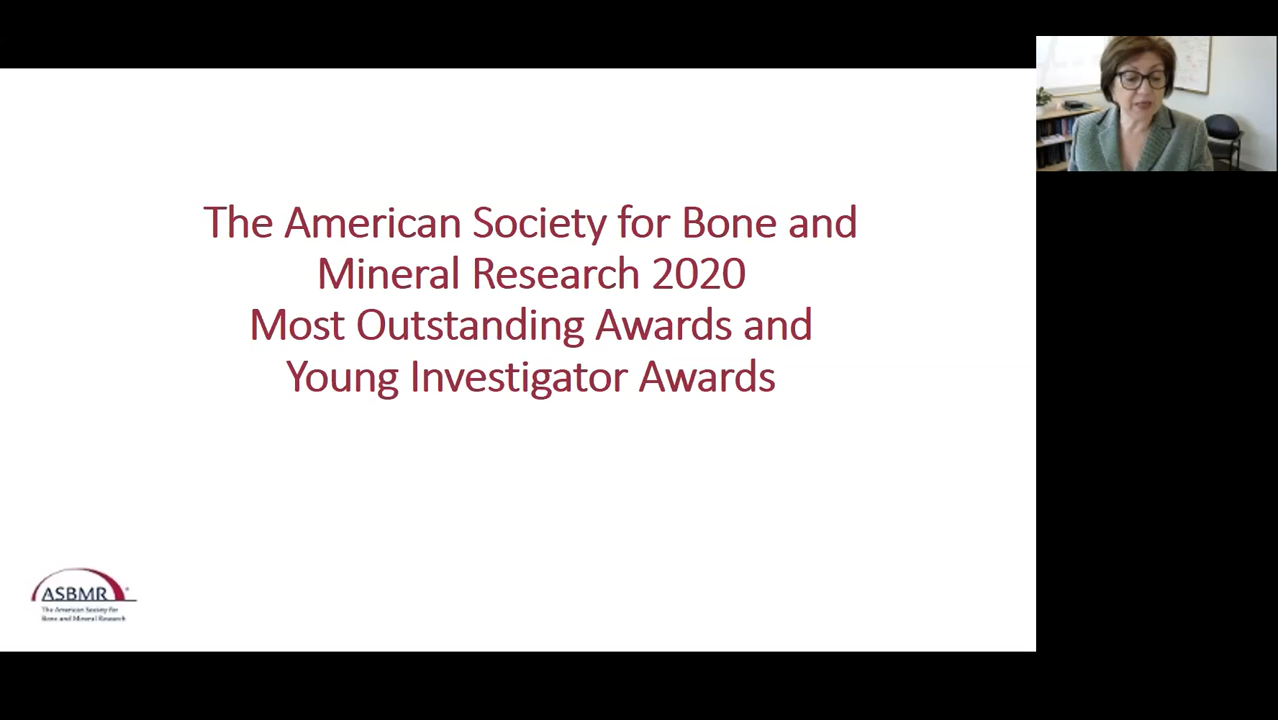 The American Society for Bone and
Mineral Research 2020
Most Outstanding Awards and
Young Investigator Awards
ASBMR
The American Society for
Bone and Mineral Research